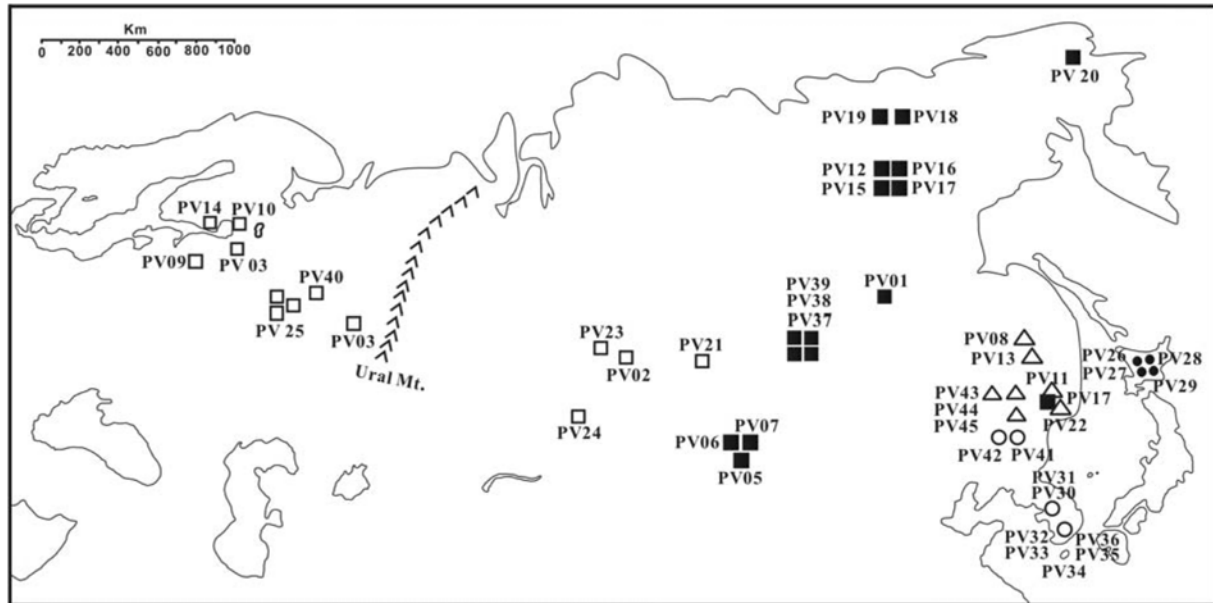 Km
0 200 400 600 800 1000
PV 20
PV19 PV18
PV12 PV16
PV15 PV17
PV14 PV10
PV09 PV 03
PV40
PV 25
PV03
Ural Mt.
PV39
PV38
PV37
PV01
PV23
PV02
PV21
PV24
PV06 PV07
PV05
PV08
PV13
PV26 PV28
PV27
PV29
PV11
PV43
PV17
PV44
PV45
PV22
PV42 PV41
PV31
PV30
PV32 PV36
PV33 PV35
PV34